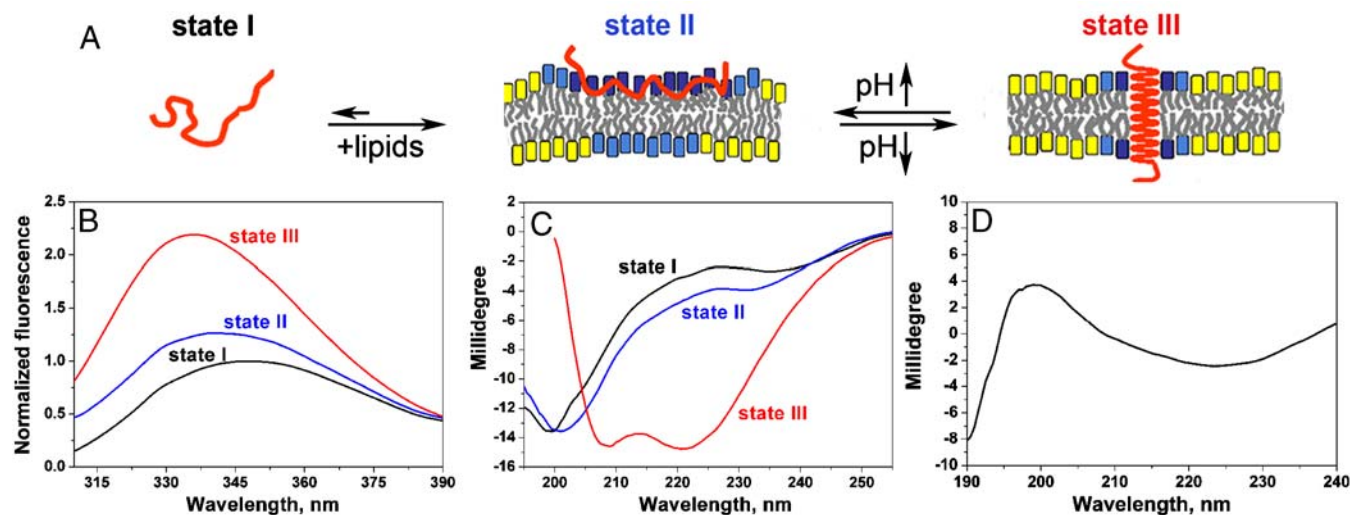 A
state I
state II
state III
+lipids
pH
pH
B
Normalized fluorescence
2.5
2.0
1.5
1.0
0.5
0.0
state III
state II
state I
315 330 345 360 375 390
Wavelength, nm
C
Millidegree
2
0
-2
-4
-6
-8
-10
-12
-14
-16
state I
state II
state III
200 210 220 230 240 250
Wavelength, nm
D
Millidegree
10
8
6
4
2
0
-2
-4
-6
-8
-10
190 200 210 220 230 240
Wavelength, nm